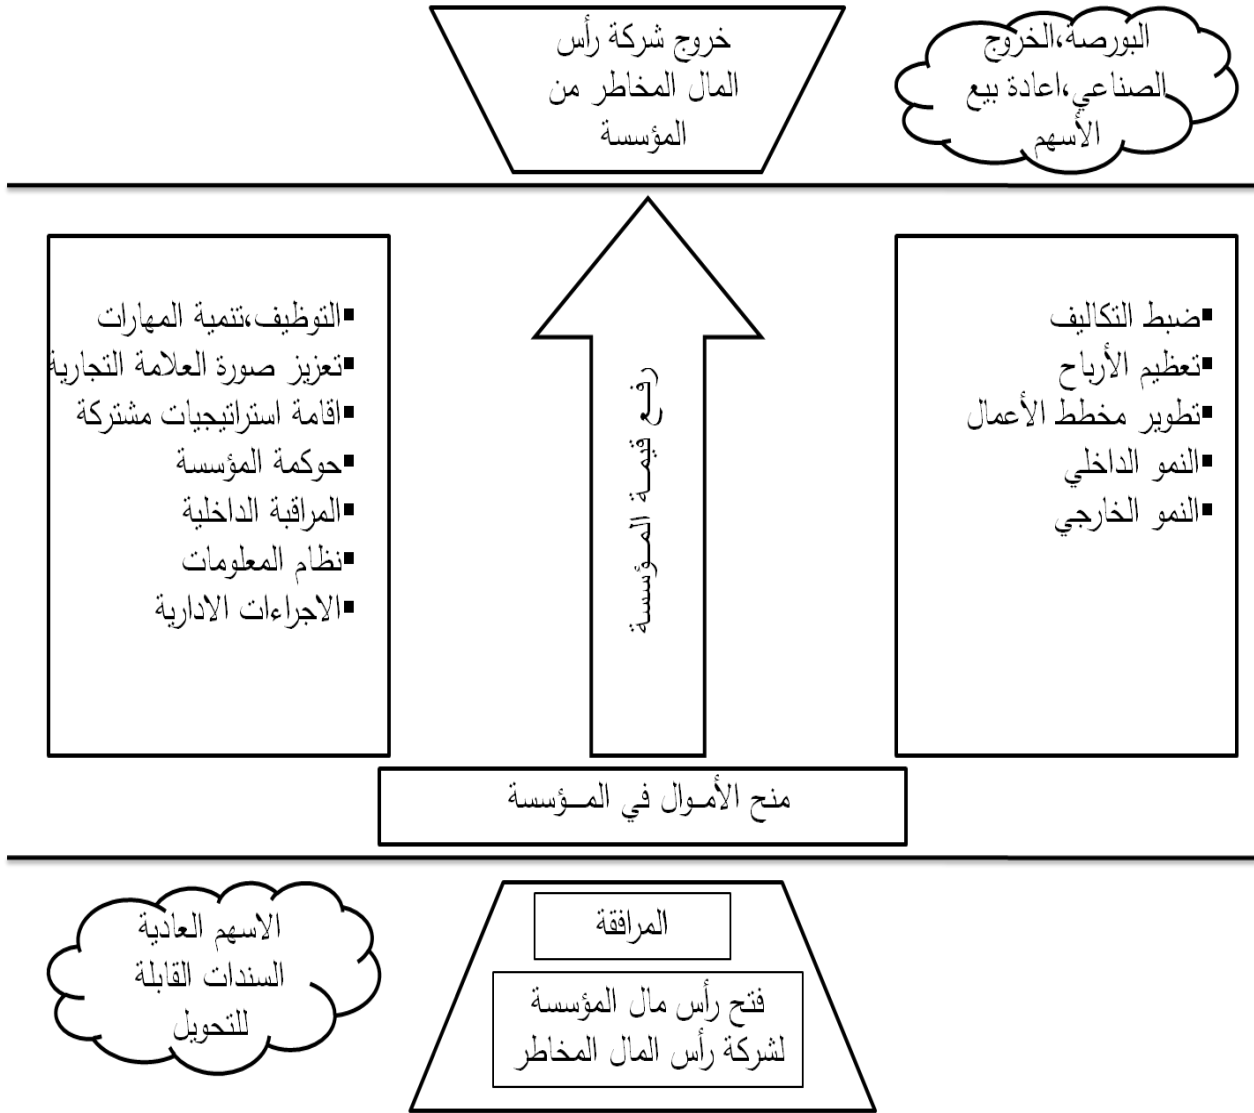 خروج شركة رأس
المال المخاطر من
المؤسسة
البورصة،الخروج
الصناعي،اعادة بيع
الأسهم
ضبط التكاليف
تعظيم الأرباح
تطوير مخطط الأعمال
النمو الداخلي
النمو الخارجي
رفع قيمة المؤسسة
التوظيف،تنمية المهارات
تعزيز صورة العلامة التجارية
اقامة استراتيجيات مشتركة
حوكمة المؤسسة
المراقبة الداخلية
نظام المعلومات
الاجراءات الادارية
منح الأموال في المؤسسة
المرافقة
فتح رأس مال المؤسسة
لشركة رأس المال المخاطر
الاسهم العادية
السندات القابلة
للتحويل